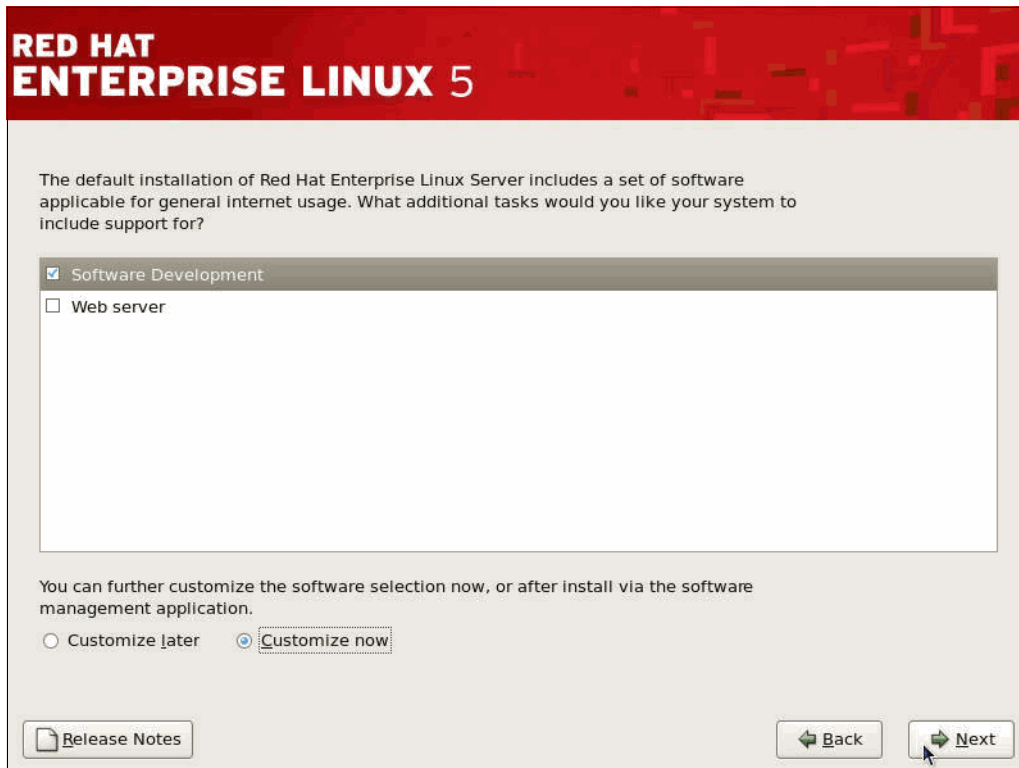 RED HAT
ENTERPRISE LINUX 5
The default installation of Red Hat Enterprise Linux Server includes a set of software
applicable for general internet usage. What additional tasks would you like your system to
include support for?
Software Development
Web server
You can further customize the software selection now, or after install via the software
management application.
Customize later Customize now
Release Notes Back Next